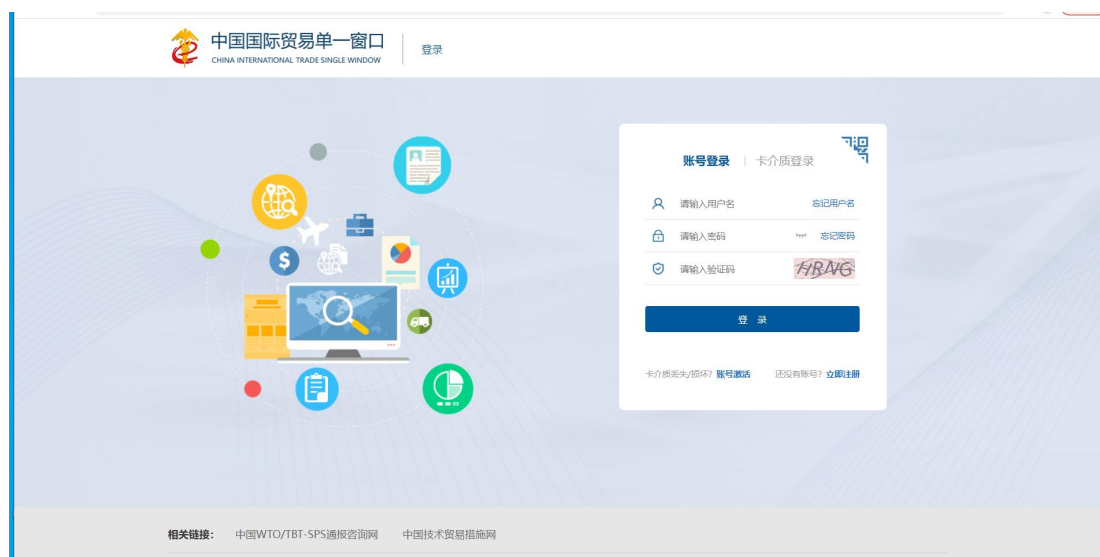 中国国际贸易单一窗口
CHINA INTERNATIONAL TRADE SINGLE WINDOW
登录
账号登录
卡介质登录
请输入用户名 忘记用户名
请输入密码 忘记密码
请输入验证码 HRNG
登 录
卡介质丢失/损坏? 账号激活 还没有账号? 立即注册
相关链接: 中国WTO/TBT-SPS通报咨询网 中国技术贸易措施网